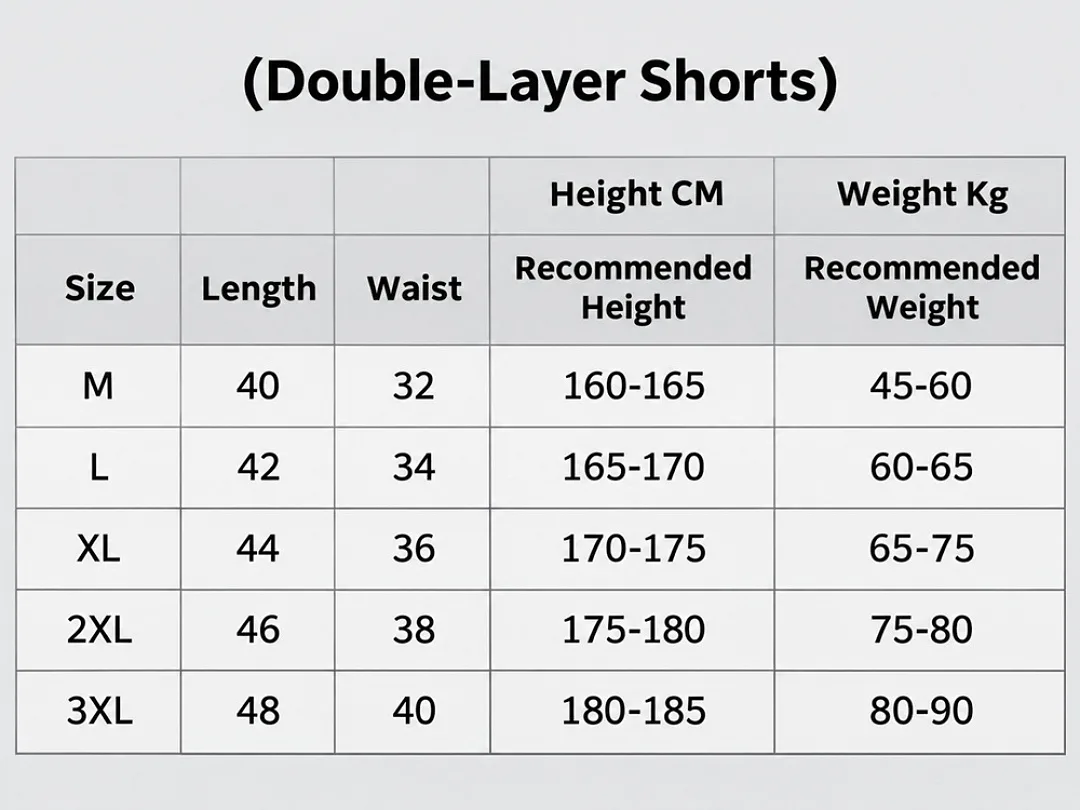 (Double-Layer Shorts)
Height CM Weight Kg
Size Length Waist Recommended Height Recommended Weight
M 40 32 160-165 45-60
L 42 34 165-170 60-65
XL 44 36 170-175 65-75
2XL 46 38 175-180 75-80
3XL 48 40 180-185 80-90